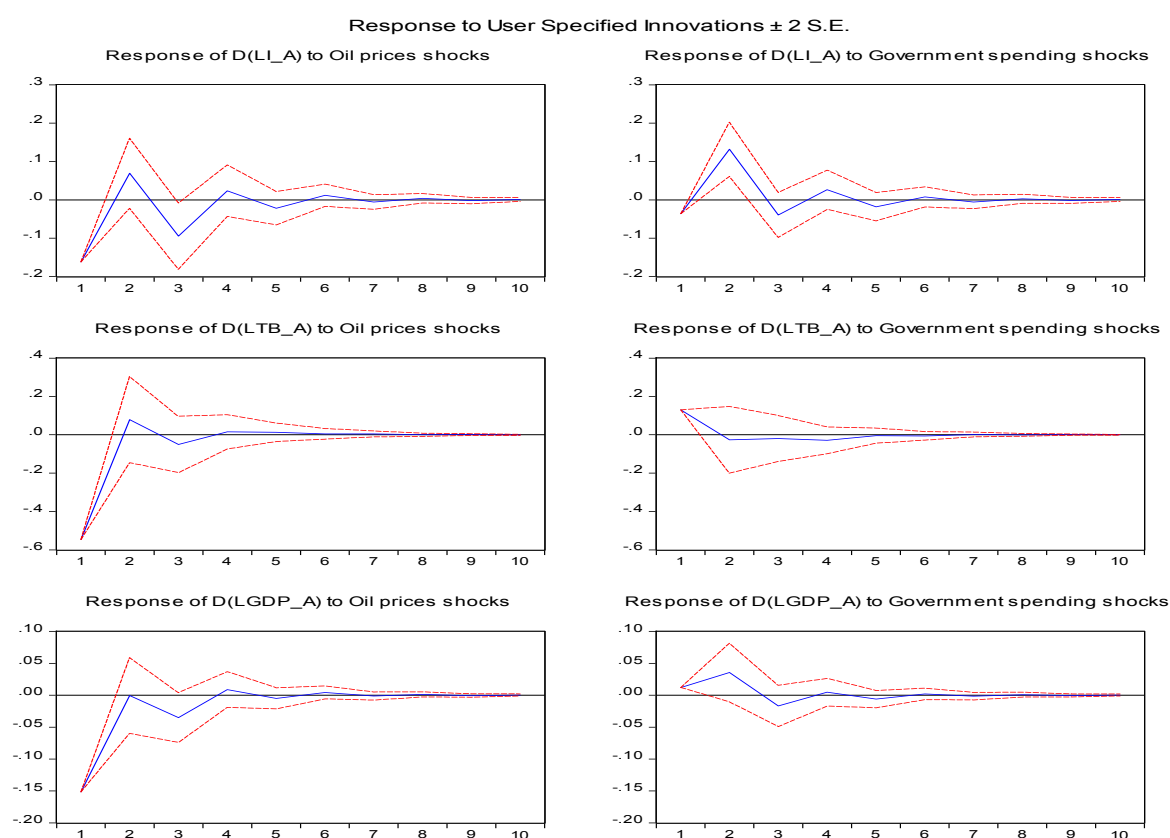 Response to User Specified Innovations ± 2 S.E.
Response of D(LI_A) to Oil prices shocks
.3
.2
.1
.0
-.1
-.2
1 2 3 4 5 6 7 8 9 10
Response of D(LI_A) to Government spending shocks
.3
.2
.1
.0
-.1
-.2
1 2 3 4 5 6 7 8 9 10
Response of D(LTB_A) to Oil prices shocks
.4
.2
.0
-.2
-.4
-.6
1 2 3 4 5 6 7 8 9 10
Response of D(LTB_A) to Government spending shocks
.4
.2
.0
-.2
-.4
-.6
1 2 3 4 5 6 7 8 9 10
Response of D(LGDP_A) to Oil prices shocks
.10
.05
.00
-.05
-.10
-.15
-.20
1 2 3 4 5 6 7 8 9 10
Response of D(LGDP_A) to Government spending shocks
.10
.05
.00
-.05
-.10
-.15
-.20
1 2 3 4 5 6 7 8 9 10